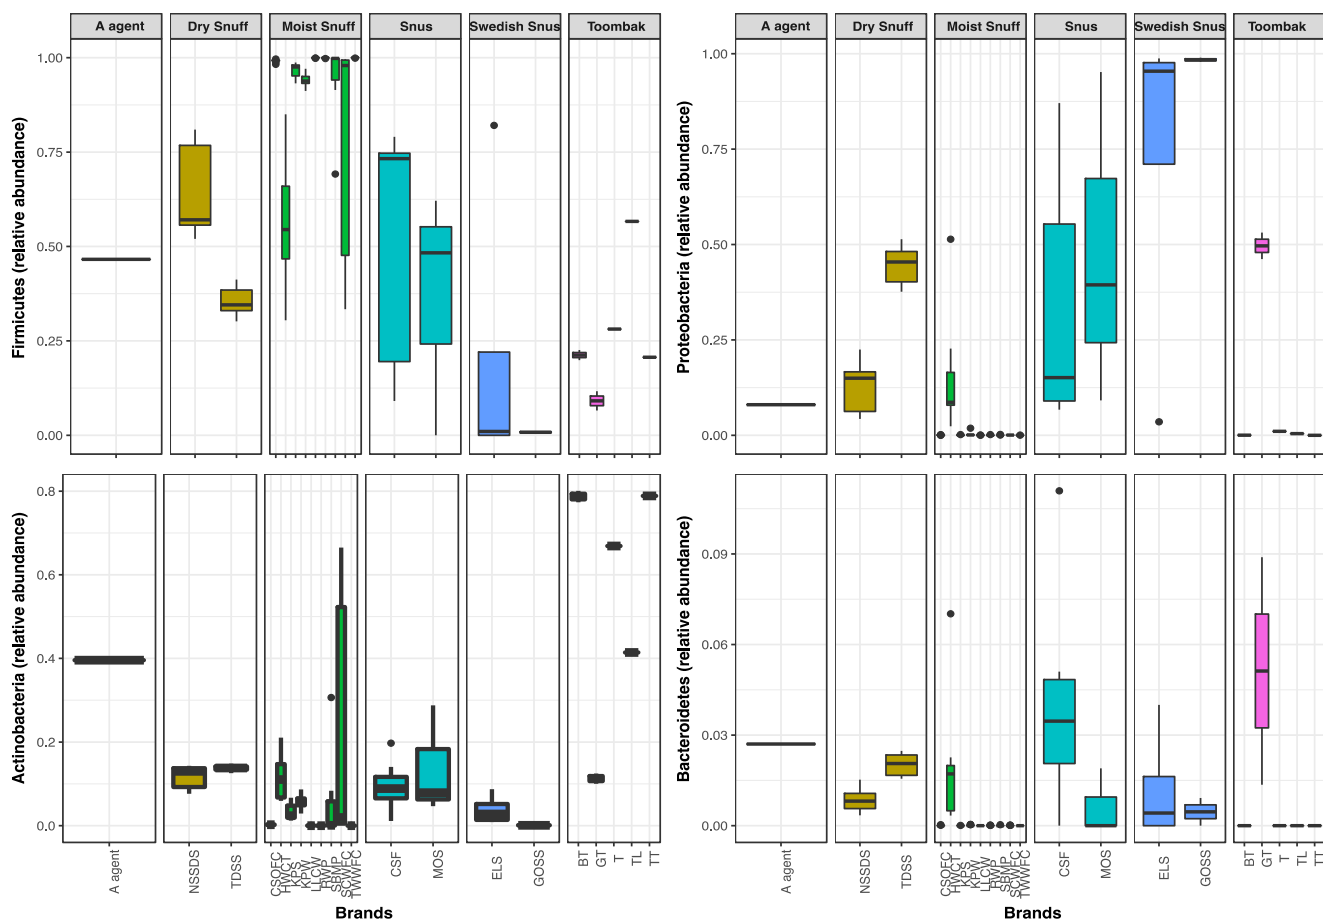 A agent
Dry Snuff
Moist Snuff
Snus
Swedish Snus
Toombak
Firmicutes (relative abundance)
1.00
0.75
0.50
0.25
0.00
A agent
Dry Snuff
Moist Snuff
Snus
Swedish Snus
Toombak
Proteobacteria (relative abundance)
1.00
0.75
0.50
0.25
0.00
Actinobacteria (relative abundance)
0.8
0.6
0.4
0.2
0.0
A agent
NSSDS
TDSS
CSOFC
HWCT
KPS
KPW
LLCW
RWP
SBMP
SCWFC
TWWFC
CSF
MOS
ELS
GOSS
BT
GT
T
TL
TT
Brands
Bacteroidetes (relative abundance)
0.09
0.06
0.03
0.00
A agent
NSSDS
TDSS
CSOFC
HWCT
KPS
KPW
LLCW
RWP
SBMP
SCWFC
TWWFC
CSF
MOS
ELS
GOSS
BT
GT
T
TL
TT
Brands